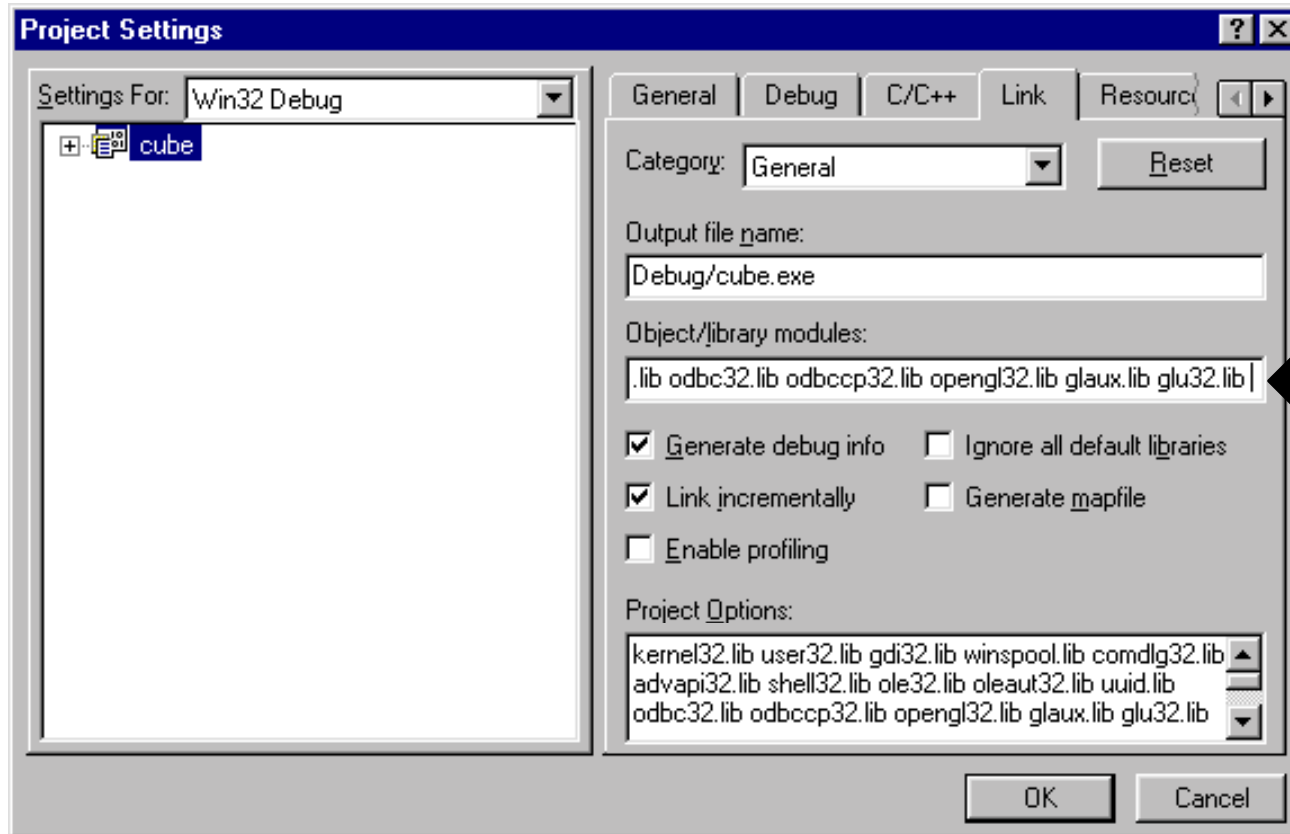 Project Settings
Settings For: Win32 Debug
cube
General Debug C/C++ Link
Category: General Reset
Output file name:
Debug/cube.exe
Object/library modules:
.lib odbc32.lib odbccp32.lib opengl32.lib glaux.lib glu32.lib
Generate debug info Ignore all default libraries
Link incrementally Generate mapfile
Enable profiling
Project Options:
kernel32.lib user32.lib gdi32.lib winspool.lib comdlg32.lib
advapi32.lib shell32.lib ole32.lib oleaut32.lib uuid.lib
odbc32.lib odbccp32.lib opengl32.lib glaux.lib glu32.lib
OK Cancel